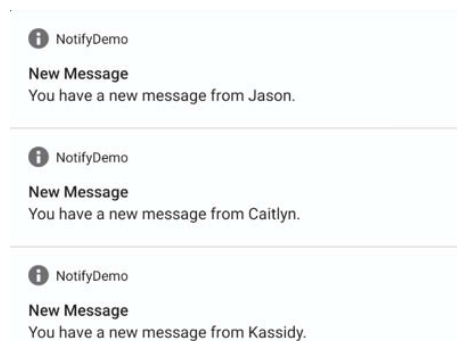 NotifyDemo
New Message
You have a new message from Jason.
NotifyDemo
New Message
You have a new message from Caitlyn.
NotifyDemo
New Message
You have a new message from Kassidy.